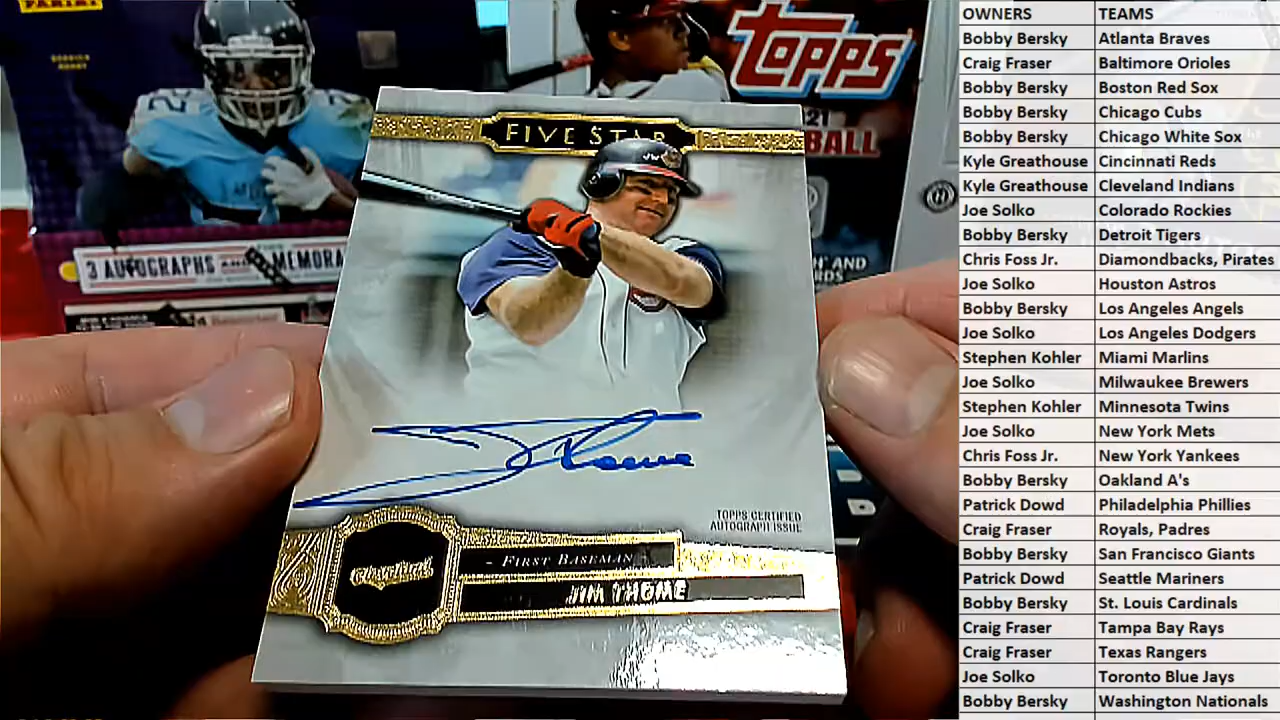 PANINI
TOPPS
21
BALL
3 AUTOGRAPHS
MEMORA
H AND
RDS
FIVE STAR
TOPPS CERTIFIED
AUTOGRAPH ISSUE
- FIRST BASEMAN -
Cleveland
JIM THOME
OWNERS TEAMS
Bobby Bersky Atlanta Braves
Craig Fraser Baltimore Orioles
Bobby Bersky Boston Red Sox
Bobby Bersky Chicago Cubs
Bobby Bersky Chicago White Sox
Kyle Greathouse Cincinnati Reds
Kyle Greathouse Cleveland Indians
Joe Solko Colorado Rockies
Bobby Bersky Detroit Tigers
Chris Foss Jr. Diamondbacks, Pirates
Joe Solko Houston Astros
Bobby Bersky Los Angeles Angels
Joe Solko Los Angeles Dodgers
Stephen Kohler Miami Marlins
Joe Solko Milwaukee Brewers
Stephen Kohler Minnesota Twins
Joe Solko New York Mets
Chris Foss Jr. New York Yankees
Bobby Bersky Oakland A's
Patrick Dowd Philadelphia Phillies
Craig Fraser Royals, Padres
Bobby Bersky San Francisco Giants
Patrick Dowd Seattle Mariners
Bobby Bersky St. Louis Cardinals
Craig Fraser Tampa Bay Rays
Craig Fraser Texas Rangers
Joe Solko Toronto Blue Jays
Bobby Bersky Washington Nationals